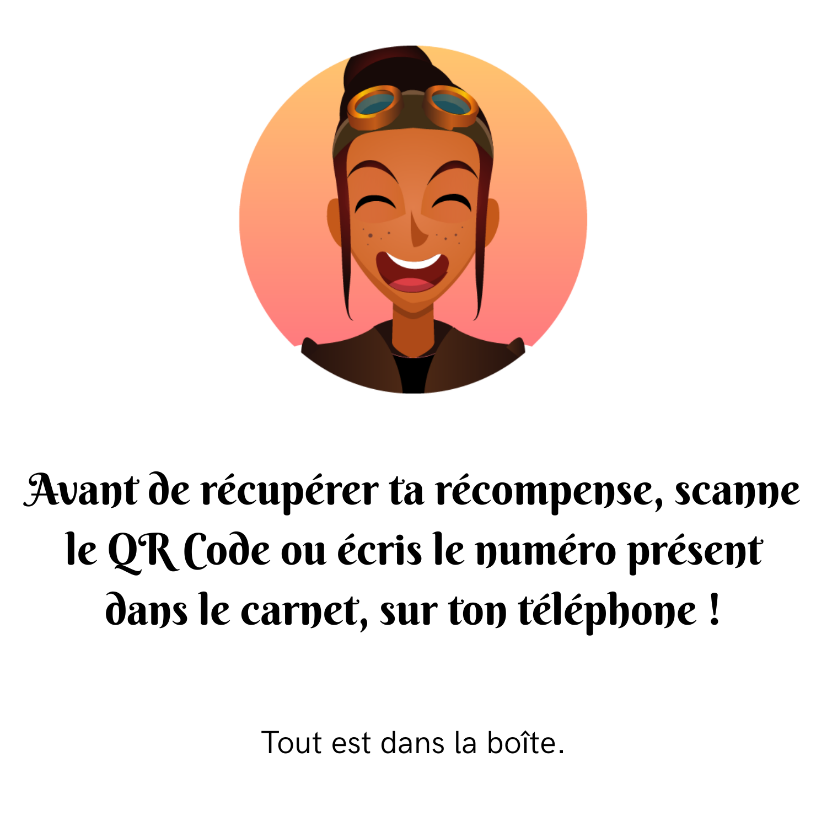 Avant de récupérer ta récompense, scanne
le QR Code ou écris le numéro présent
dans le carnet, sur ton téléphone !
Tout est dans la boîte.